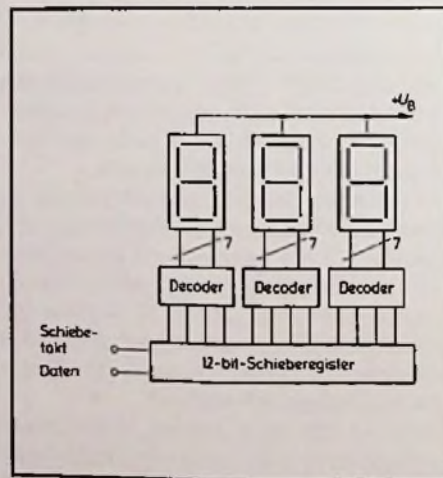 +U_B
7 7 7
Decoder Decoder Decoder
Schiebe-
takt
Daten
12-bit-Schieberegister